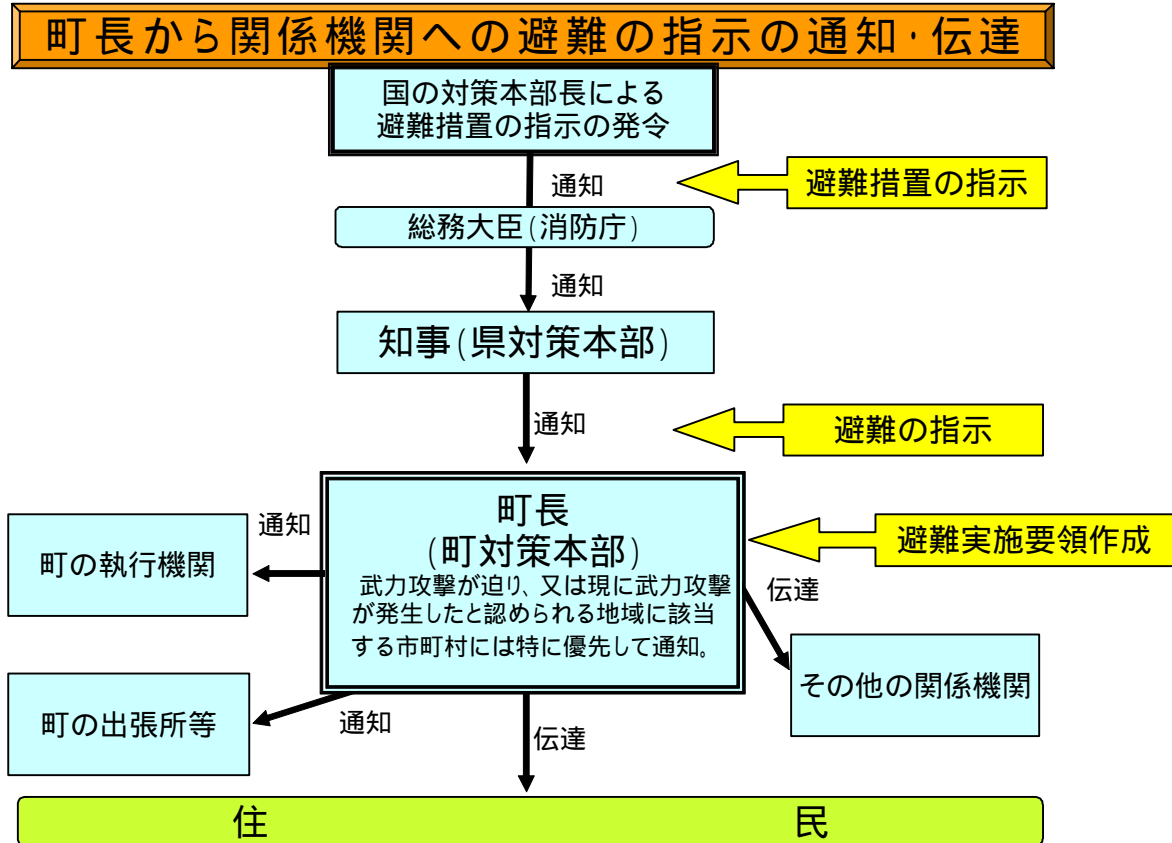 町長から関係機関への避難の指示の通知・伝達
国の対策本部長による
避難措置の指示の発令
通知
避難措置の指示
総務大臣(消防庁)
通知
知事(県対策本部)
通知
避難の指示
町長
(町対策本部)
武力攻撃が迫り、又は現に武力攻撃
が発生したと認められる地域に該当
する市町村には特に優先して通知。
避難実施要領作成
通知
町の執行機関
伝達
その他の関係機関
町の出張所等
通知
伝達
住民